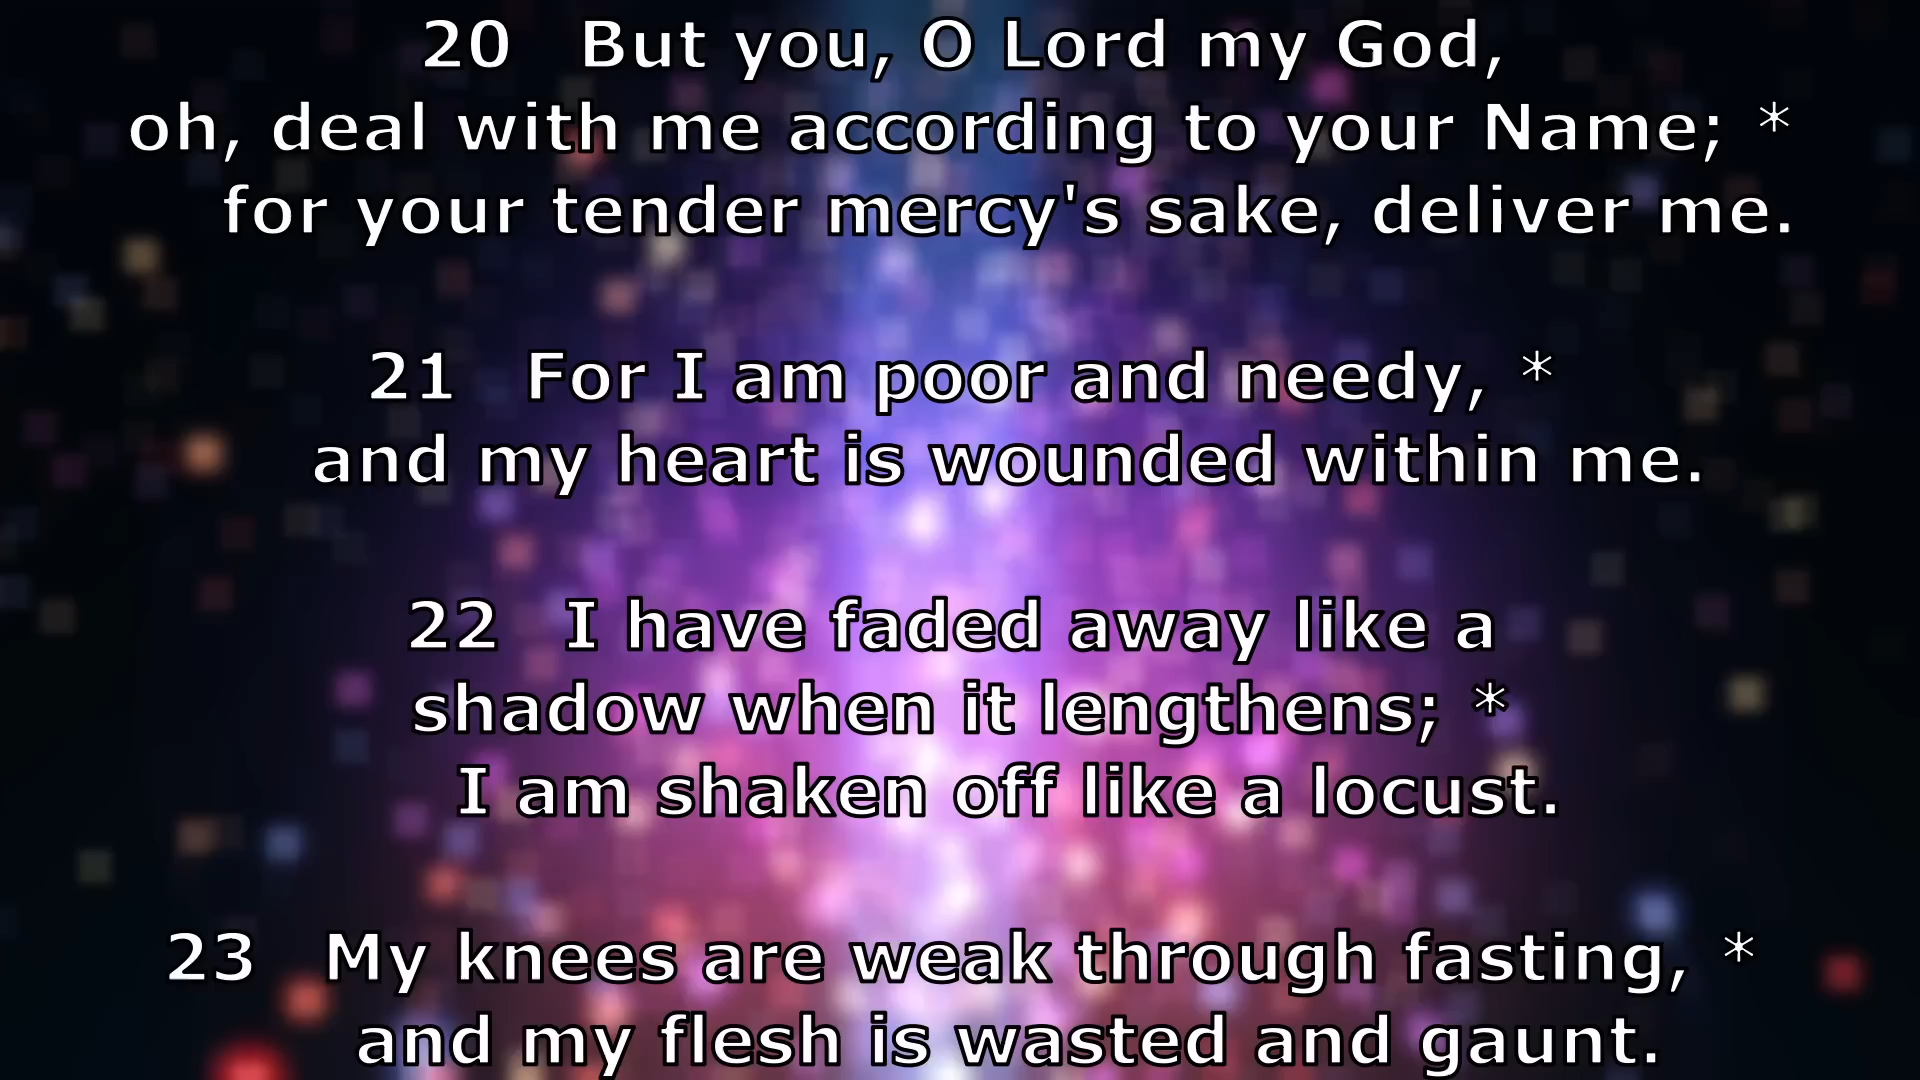 20 But you, O Lord my God,
oh, deal with me according to your Name; *
for your tender mercy's sake, deliver me.
21 For I am poor and needy, *
and my heart is wounded within me.
22 I have faded away like a
shadow when it lengthens; *
I am shaken off like a locust.
23 My knees are weak through fasting, *
and my flesh is wasted and gaunt.